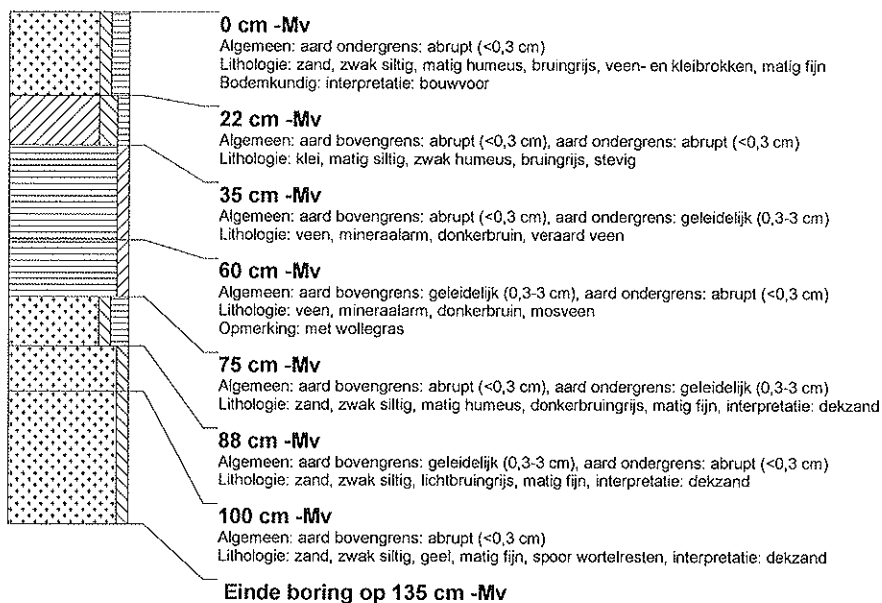 0 cm -Mv
Algemeen: aard ondergrens: abrupt (<0,3 cm)
Lithologie: zand, zwak siltig, matig humeus, bruingrijs, veen- en kleibrokken, matig fijn
Bodemkundig: interpretatie: bouwvoor
22 cm -Mv
Algemeen: aard bovengrens: abrupt (<0,3 cm), aard ondergrens: abrupt (<0,3 cm)
Lithologie: klei, matig siltig, zwak humeus, bruingrijs, stevig
35 cm -Mv
Algemeen: aard bovengrens: abrupt (<0,3 cm), aard ondergrens: geleidelijk (0,3-3 cm)
Lithologie: veen, mineraalarm, donkerbruin, veraard veen
60 cm -Mv
Algemeen: aard bovengrens: geleidelijk (0,3-3 cm), aard ondergrens: abrupt (<0,3 cm)
Lithologie: veen, mineraalarm, donkerbruin, mosveen
Opmerking: met wollegras
75 cm -Mv
Algemeen: aard bovengrens: abrupt (<0,3 cm), aard ondergrens: geleidelijk (0,3-3 cm)
Lithologie: zand, zwak siltig, matig humeus, donkerbruingrijs, matig fijn, interpretatie: dekzand
88 cm -Mv
Algemeen: aard bovengrens: geleidelijk (0,3-3 cm), aard ondergrens: abrupt (<0,3 cm)
Lithologie: zand, zwak siltig, lichtbruingrijs, matig fijn, interpretatie: dekzand
100 cm -Mv
Algemeen: aard bovengrens: abrupt (<0,3 cm)
Lithologie: zand, zwak siltig, geel, matig fijn, spoor wortelresten, interpretatie: dekzand
Einde boring op 135 cm -Mv